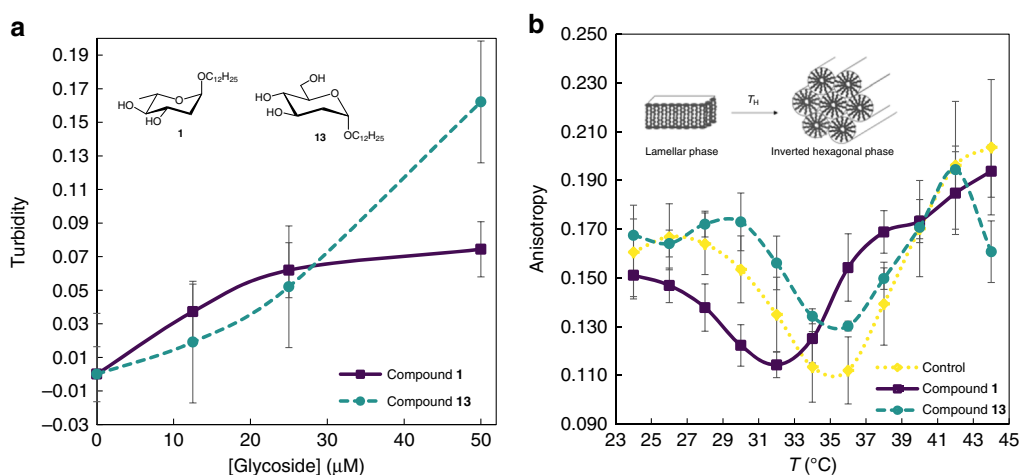 a
Turbidity
0.19
0.17
0.15
0.13
0.11
0.09
0.07
0.05
0.03
0.01
−0.01
−0.03
0
10
20
30
40
50
[Glycoside] (μM)
OC12H25
O
HO
HO
1
OH
HO
O
HO
OC12H25
13
Compound 1
Compound 13
b
Anisotropy
0.250
0.230
0.210
0.190
0.170
0.150
0.130
0.110
0.090
23 25 27 29 31 33 35 37 39 41 43 45
T (°C)
TH
Lamellar phase
Inverted hexagonal phase
Control
Compound 1
Compound 13